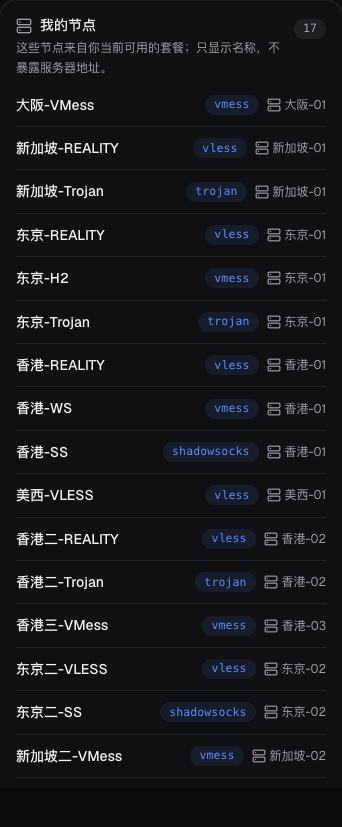 我的节点 17
这些节点来自你当前可用的套餐；只显示名称，不
暴露服务器地址。
大阪-VMess vmess 大阪-01
新加坡-REALITY vless 新加坡-01
新加坡-Trojan trojan 新加坡-01
东京-REALITY vless 东京-01
东京-H2 vmess 东京-01
东京-Trojan trojan 东京-01
香港-REALITY vless 香港-01
香港-WS vmess 香港-01
香港-SS shadowsocks 香港-01
美西-VLESS vless 美西-01
香港二-REALITY vless 香港-02
香港二-Trojan trojan 香港-02
香港三-VMess vmess 香港-03
东京二-VLESS vless 东京-02
东京二-SS shadowsocks 东京-02
新加坡二-VMess vmess 新加坡-02